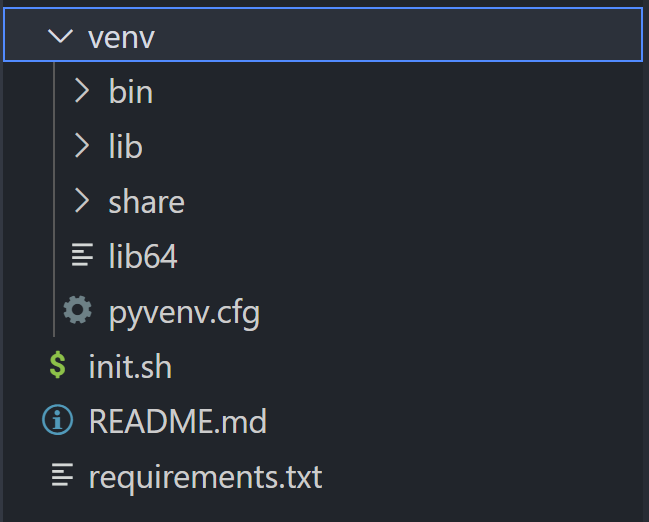 venv
bin
lib
share
lib64
pyvenv.cfg
init.sh
README.md
requirements.txt